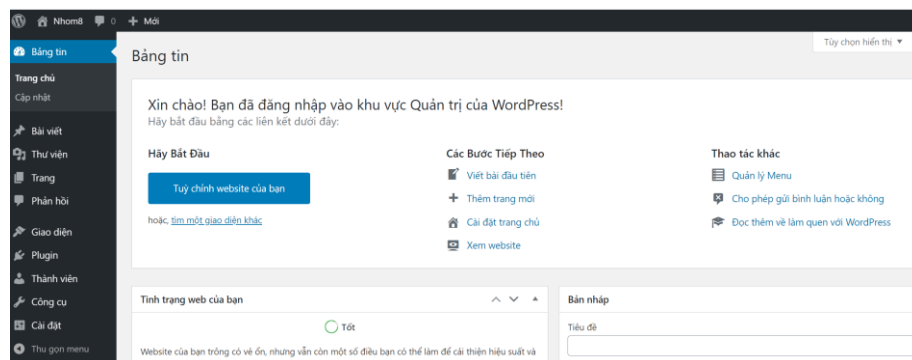 Nhom8 0 + Mới
Tùy chọn hiển thị ▼
Bảng tin
Trang chủ
Cập nhật
Bài viết
Thư viện
Trang
Phản hồi
Giao diện
Plugin
Thành viên
Công cụ
Cài đặt
Thu gọn menu
Bảng tin
Xin chào! Bạn đã đăng nhập vào khu vực Quản trị của WordPress!
Hãy bắt đầu bằng các liên kết dưới đây:
Hãy Bắt Đầu
Tuỳ chỉnh website của bạn
hoặc, tìm một giao diện khác
Các Bước Tiếp Theo
Viết bài đầu tiên
Thêm trang mới
Cài đặt trang chủ
Xem website
Thao tác khác
Quản lý Menu
Cho phép gửi bình luận hoặc không
Đọc thêm về làm quen với WordPress
Tình trạng web của bạn
Tốt
Website của bạn trông có vẻ ổn, nhưng vẫn còn một số điều bạn có thể làm để cải thiện hiệu suất và
Bản nháp
Tiêu đề